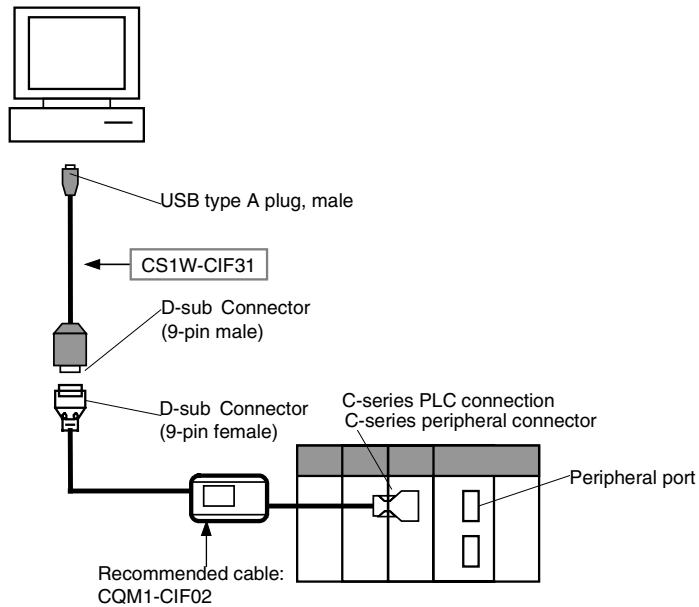 USB type A plug, male
CS1W-CIF31
D-sub Connector
(9-pin male)
D-sub Connector
(9-pin female)
C-series PLC connection
C-series peripheral connector
Peripheral port
Recommended cable:
CQM1-CIF02